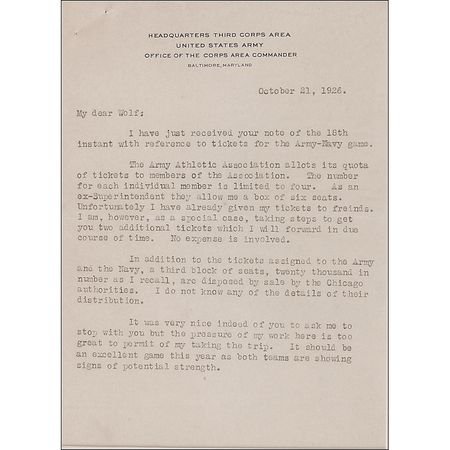 HEADQUARTERS THIRD CORPS AREA
UNITED STATES ARMY
OFFICE OF THE CORPS AREA COMMANDER
BALTIMORE, MARYLAND
October 21, 1926.
My dear Wolf;
I have just received your note of the 18th
instant with reference to tickets for the Army-Navy game.
The Army Athletic Association allots its quota
of tickets to members of the Association. The number
for each individual member is limited to four. As an
ex-Superintendent they allow me a box of six seats.
Unfortunately I have already given my tickets to freinds.
I am, however, as a special case, taking steps to get
you two additional tickets which I will forward in due
course of time. No expense is involved.
In addition to the tickets assigned to the Army
and the Navy, a third block of seats, twenty thousand in
number as I recall, are disposed by sale by the Chicago
authorities. I do not know any of the details of their
distribution.
It was very nice indeed of you to ask me to
stop with you but the pressure of my work here is too
great to permit of my taking the trip. It should be
an excellent game this year as both teams are showing
signs of potential strength.